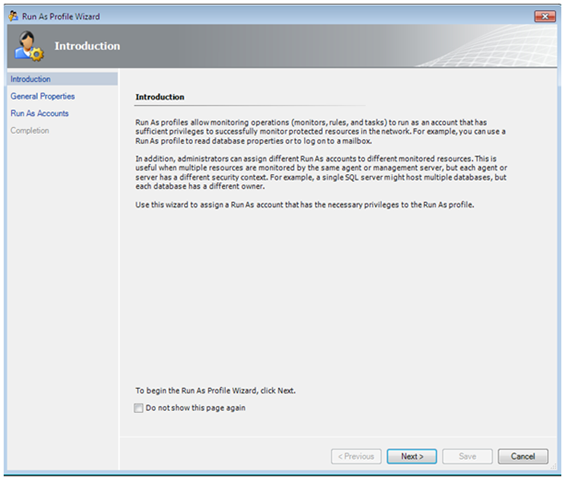 Run As Profile Wizard
Introduction
Introduction
General Properties
Run As Accounts
Completion
Introduction
Run As profiles allow monitoring operations (monitors, rules, and tasks) to run as an account that has
sufficient privileges to successfully monitor protected resources in the network. For example, you can use a
Run As profile to read database properties or to log on to a mailbox.
In addition, administrators can assign different Run As accounts to different monitored resources. This is
useful when multiple resources are monitored by the same agent or management server, but each agent or
server has a different security context. For example, a single SQL server might host multiple databases, but
each database has a different owner.
Use this wizard to assign a Run As account that has the necessary privileges to the Run As profile.
To begin the Run As Profile Wizard, click Next.
Do not show this page again
< Previous
Next >
Save
Cancel